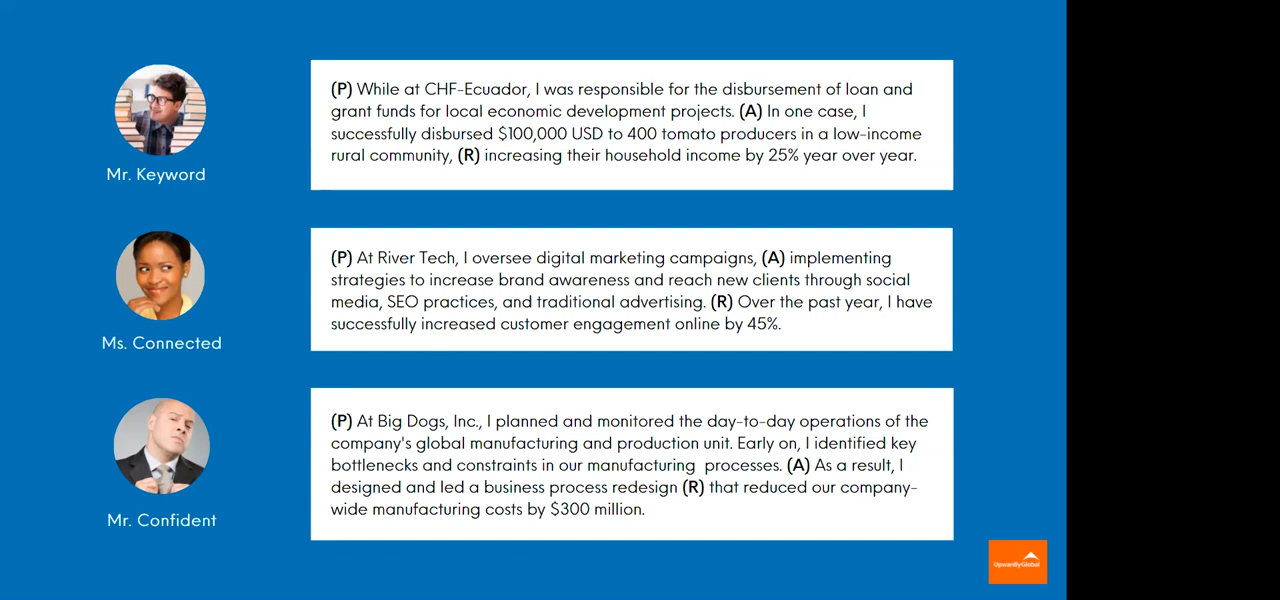 (P) While at CHF-Ecuador, I was responsible for the disbursement of loan and
grant funds for local economic development projects. (A) In one case, I
successfully disbursed $100,000 USD to 400 tomato producers in a low-income
rural community, (R) increasing their household income by 25% year over year.
Mr. Keyword
(P) At River Tech, I oversee digital marketing campaigns, (A) implementing
strategies to increase brand awareness and reach new clients through social
media, SEO practices, and traditional advertising. (R) Over the past year, I have
successfully increased customer engagement online by 45%.
Ms. Connected
(P) At Big Dogs, Inc., I planned and monitored the day-to-day operations of the
company's global manufacturing and production unit. Early on, I identified key
bottlenecks and constraints in our manufacturing processes. (A) As a result, I
designed and led a business process redesign (R) that reduced our company-
wide manufacturing costs by $300 million.
Mr. Confident
UpwardlyGlobal